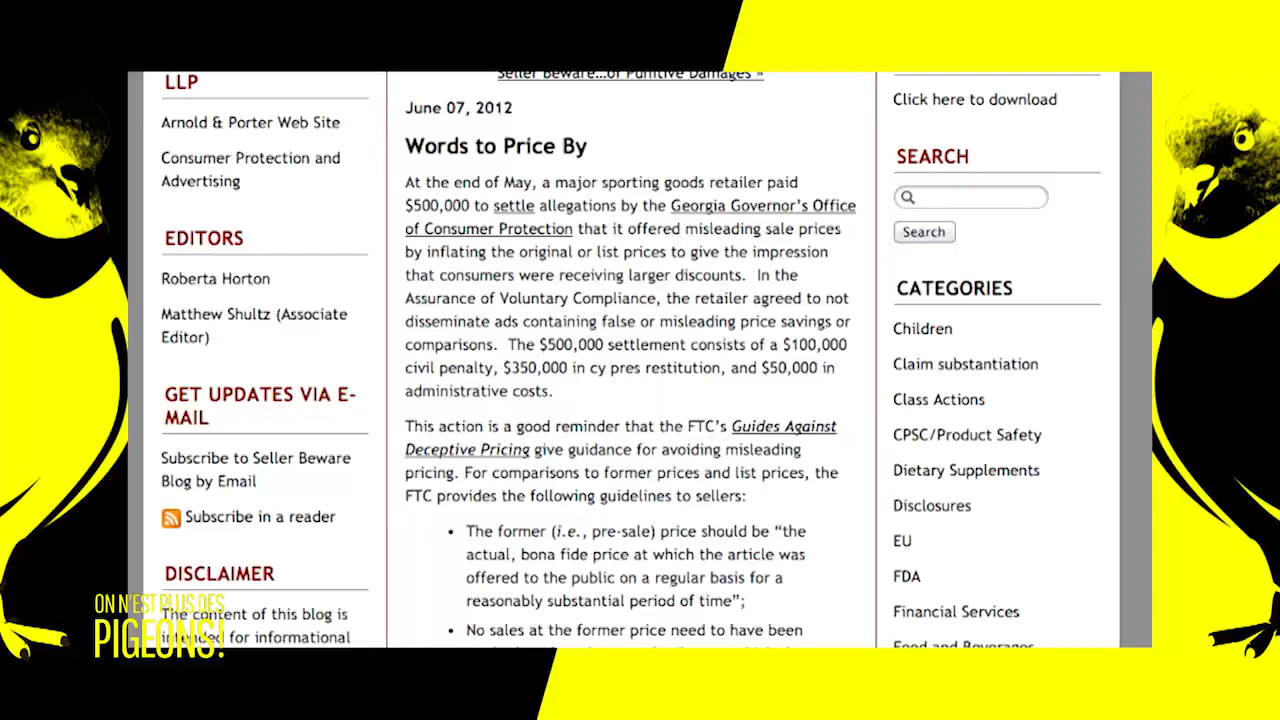 LLP
Arnold & Porter Web Site
Consumer Protection and
Advertising
EDITORS
Roberta Horton
Matthew Shultz (Associate
Editor)
GET UPDATES VIA E-
MAIL
Subscribe to Seller Beware
Blog by Email
Subscribe in a reader
DISCLAIMER
The content of this blog is
intended for informational
Seller Beware...of Punitive Damages »
June 07, 2012
Words to Price By
At the end of May, a major sporting goods retailer paid
$500,000 to settle allegations by the Georgia Governor's Office
of Consumer Protection that it offered misleading sale prices
by inflating the original or list prices to give the impression
that consumers were receiving larger discounts. In the
Assurance of Voluntary Compliance, the retailer agreed to not
disseminate ads containing false or misleading price savings or
comparisons. The $500,000 settlement consists of a $100,000
civil penalty, $350,000 in cy pres restitution, and $50,000 in
administrative costs.
This action is a good reminder that the FTC's Guides Against
Deceptive Pricing give guidance for avoiding misleading
pricing. For comparisons to former prices and list prices, the
FTC provides the following guidelines to sellers:
• The former (i.e., pre-sale) price should be "the
actual, bona fide price at which the article was
offered to the public on a regular basis for a
reasonably substantial period of time";
• No sales at the former price need to have been
Click here to download
SEARCH
Search
CATEGORIES
Children
Claim substantiation
Class Actions
CPSC/Product Safety
Dietary Supplements
Disclosures
EU
FDA
Financial Services
Food and Beverages
ON N'EST PLUS DES
PIGEONS!